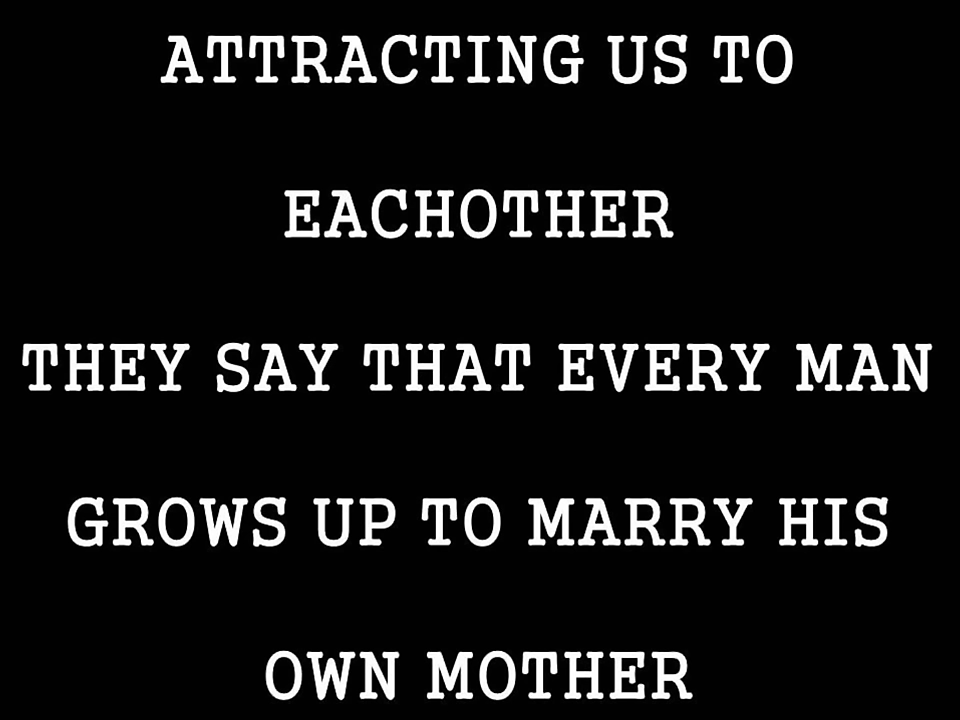 ATTRACTING US TO
EACHOTHER
THEY SAY THAT EVERY MAN
GROWS UP TO MARRY HIS
OWN MOTHER